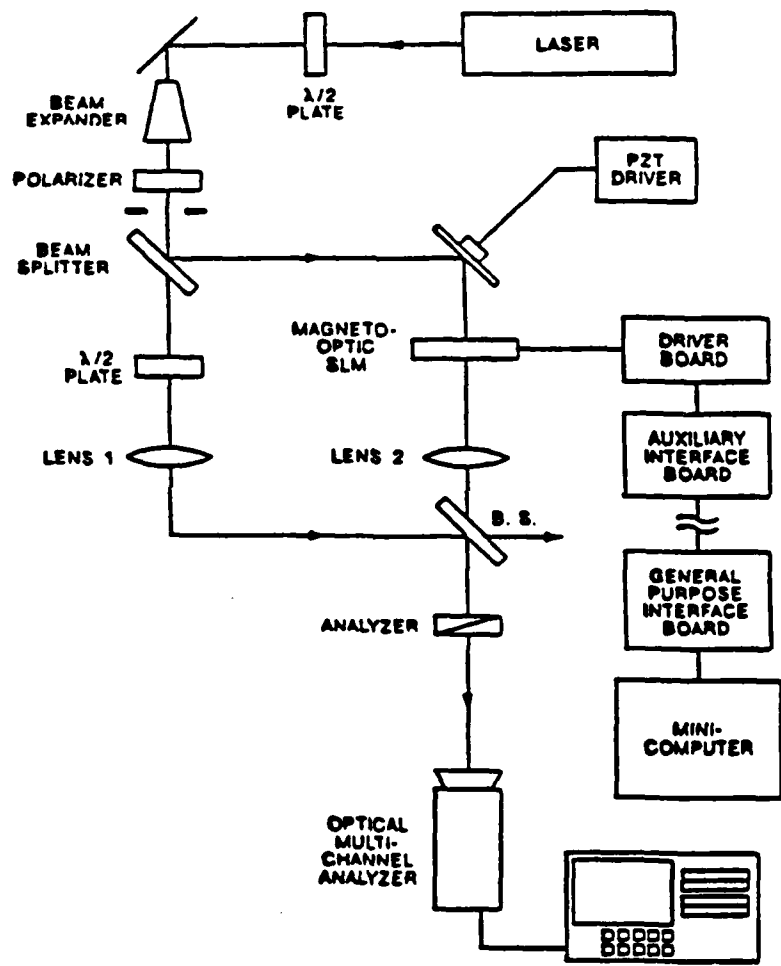 LASER
λ/2
PLATE
BEAM
EXPANDER
POLARIZER
PZT
DRIVER
BEAM
SPLITTER
MAGNETO-
OPTIC
SLM
DRIVER
BOARD
λ/2
PLATE
LENS 1
LENS 2
AUXILIARY
INTERFACE
BOARD
B. S.
GENERAL
PURPOSE
INTERFACE
BOARD
ANALYZER
MINI-
COMPUTER
OPTICAL
MULTI-
CHANNEL
ANALYZER